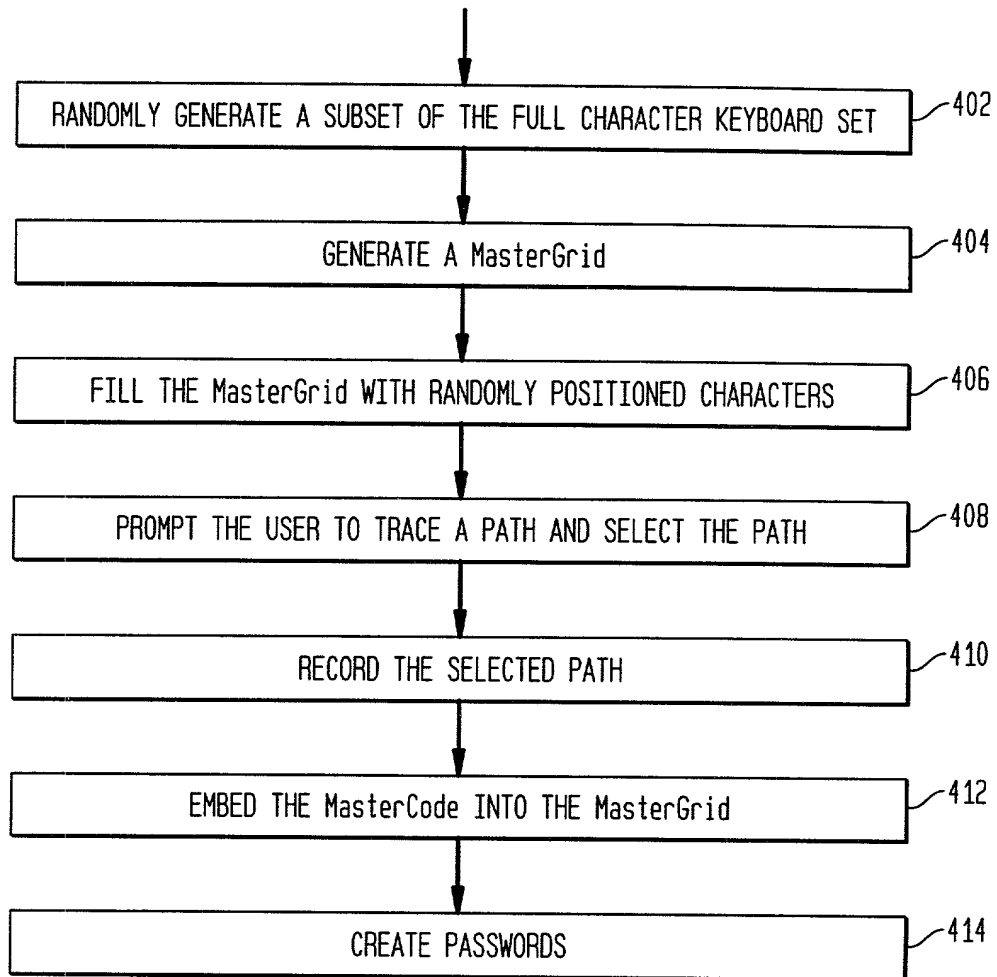 RANDOMLY GENERATE A SUBSET OF THE FULL CHARACTER KEYBOARD SET
402
GENERATE A MasterGrid
404
FILL THE MasterGrid WITH RANDOMLY POSITIONED CHARACTERS
406
PROMPT THE USER TO TRACE A PATH AND SELECT THE PATH
408
RECORD THE SELECTED PATH
410
EMBED THE MasterCode INTO THE MasterGrid
412
CREATE PASSWORDS
414